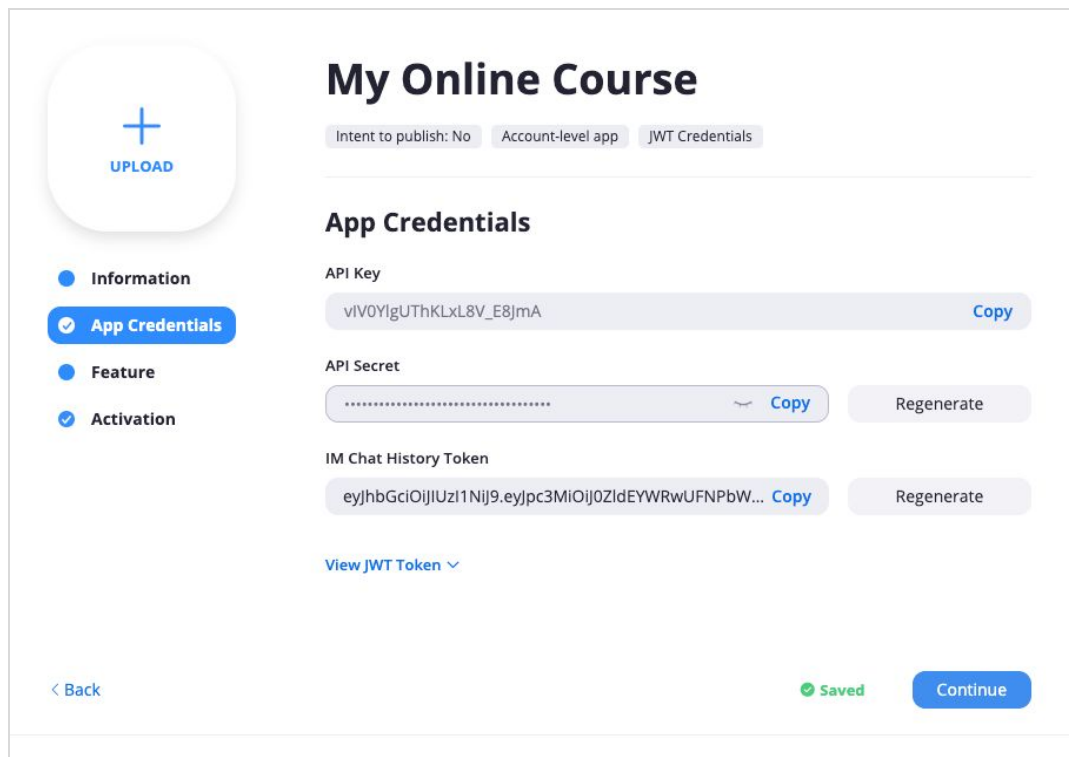 My Online Course
UPLOAD
Intent to publish: No
Account-level app
JWT Credentials
App Credentials
Information
App Credentials
Feature
Activation
API Key
vIV0YlgUThKLxL8V_E8JmA
Copy
API Secret
••••••••••••••••••••••••••••••••••••
Copy
Regenerate
IM Chat History Token
eyJhbGciOiJIUzI1NiJ9.eyJpc3MiOiJ0ZldEYWRwUFNPbW...
Copy
Regenerate
View JWT Token
Back
Saved
Continue